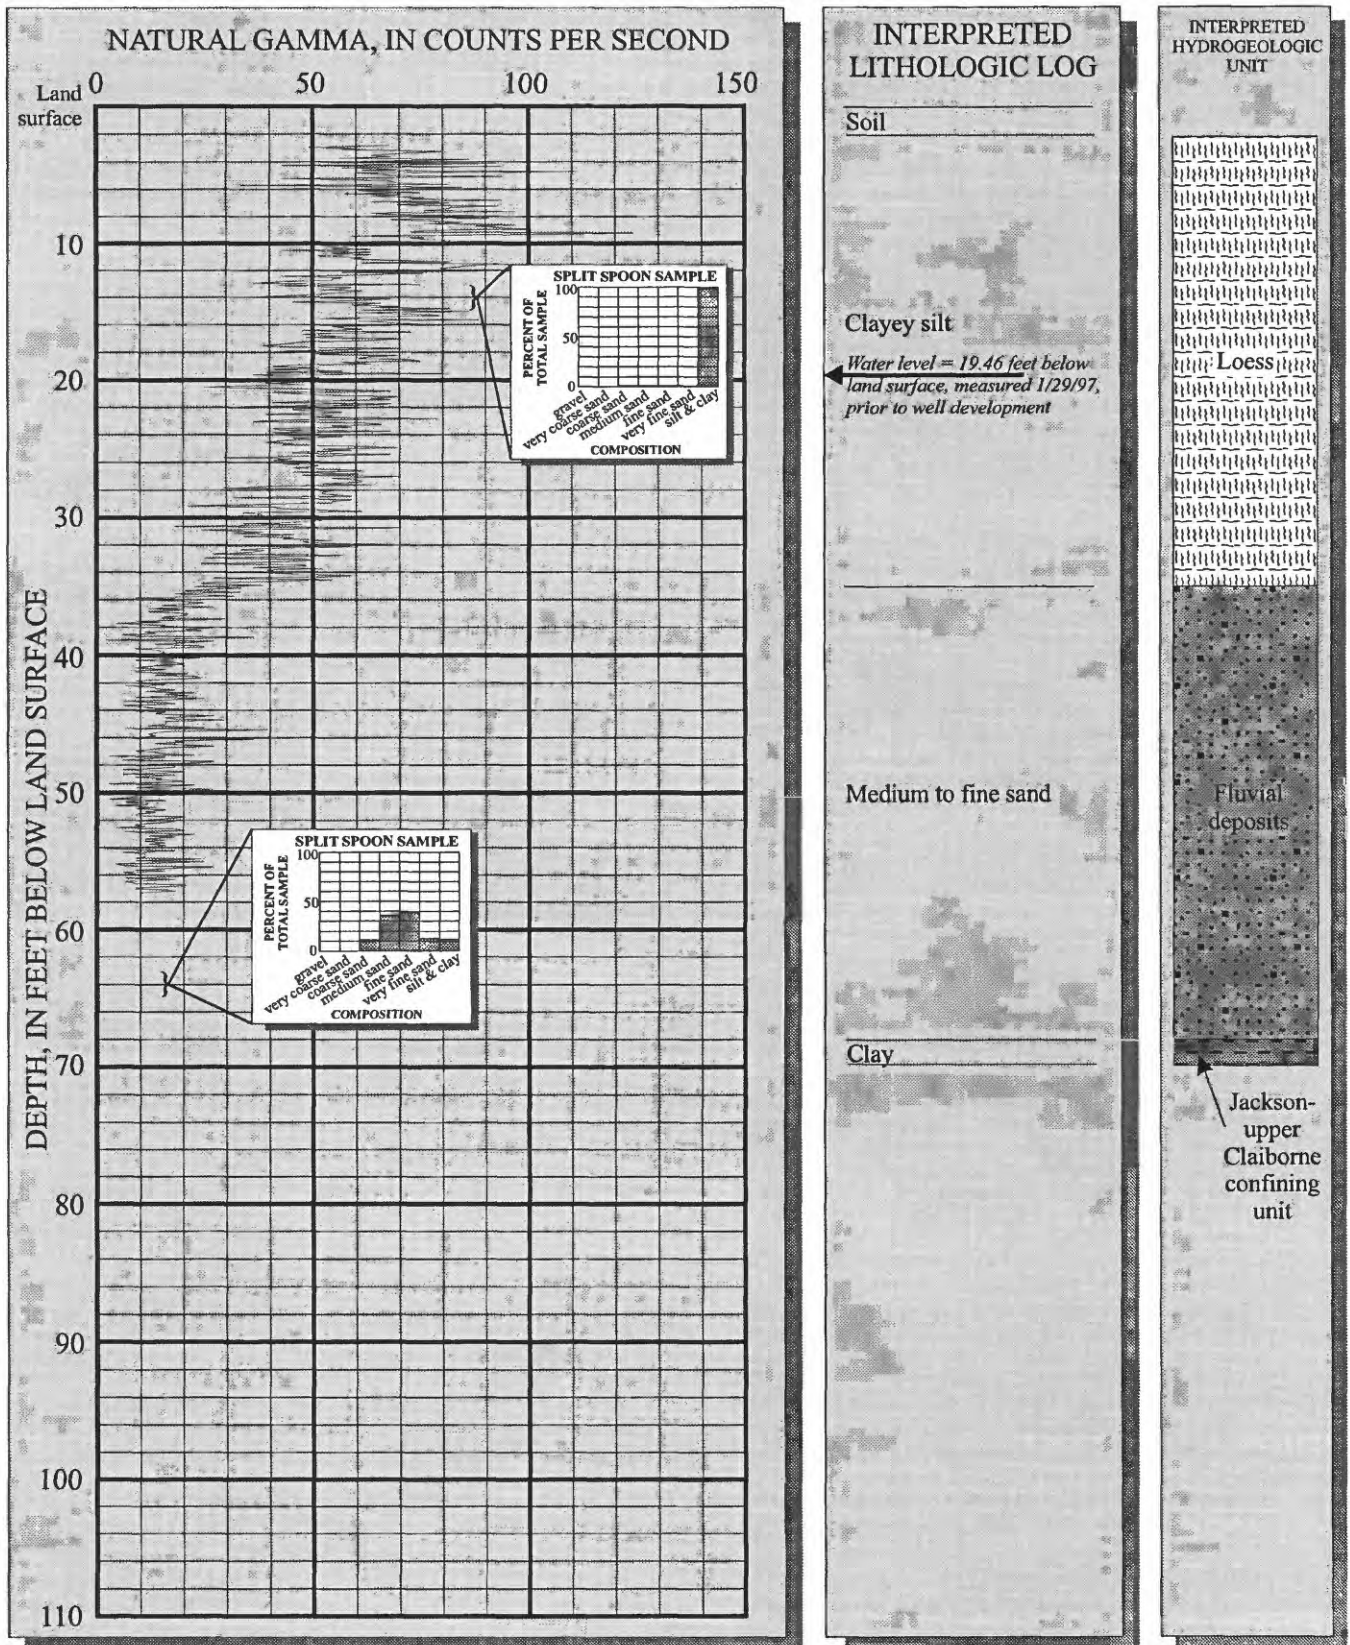 NATURAL GAMMA, IN COUNTS PER SECOND
0 50 100 150
Land
surface
10
20
30
40
50
60
70
80
90
100
110
DEPTH, IN FEET BELOW LAND SURFACE
SPLIT SPOON SAMPLE
PERCENT OF
TOTAL SAMPLE
100
50
0
gravel
very coarse sand
coarse sand
medium sand
fine sand
very fine sand
silt & clay
COMPOSITION
SPLIT SPOON SAMPLE
PERCENT OF
TOTAL SAMPLE
100
50
0
gravel
very coarse sand
coarse sand
medium sand
fine sand
very fine sand
silt & clay
COMPOSITION
INTERPRETED
LITHOLOGIC LOG
Soil
Clayey silt
Water level = 19.46 feet below
land surface, measured 1/29/97,
prior to well development
Medium to fine sand
Clay
INTERPRETED
HYDROGEOLOGIC
UNIT
Loess
Fluvial
deposits
Jackson-
upper
Claiborne
confining
unit